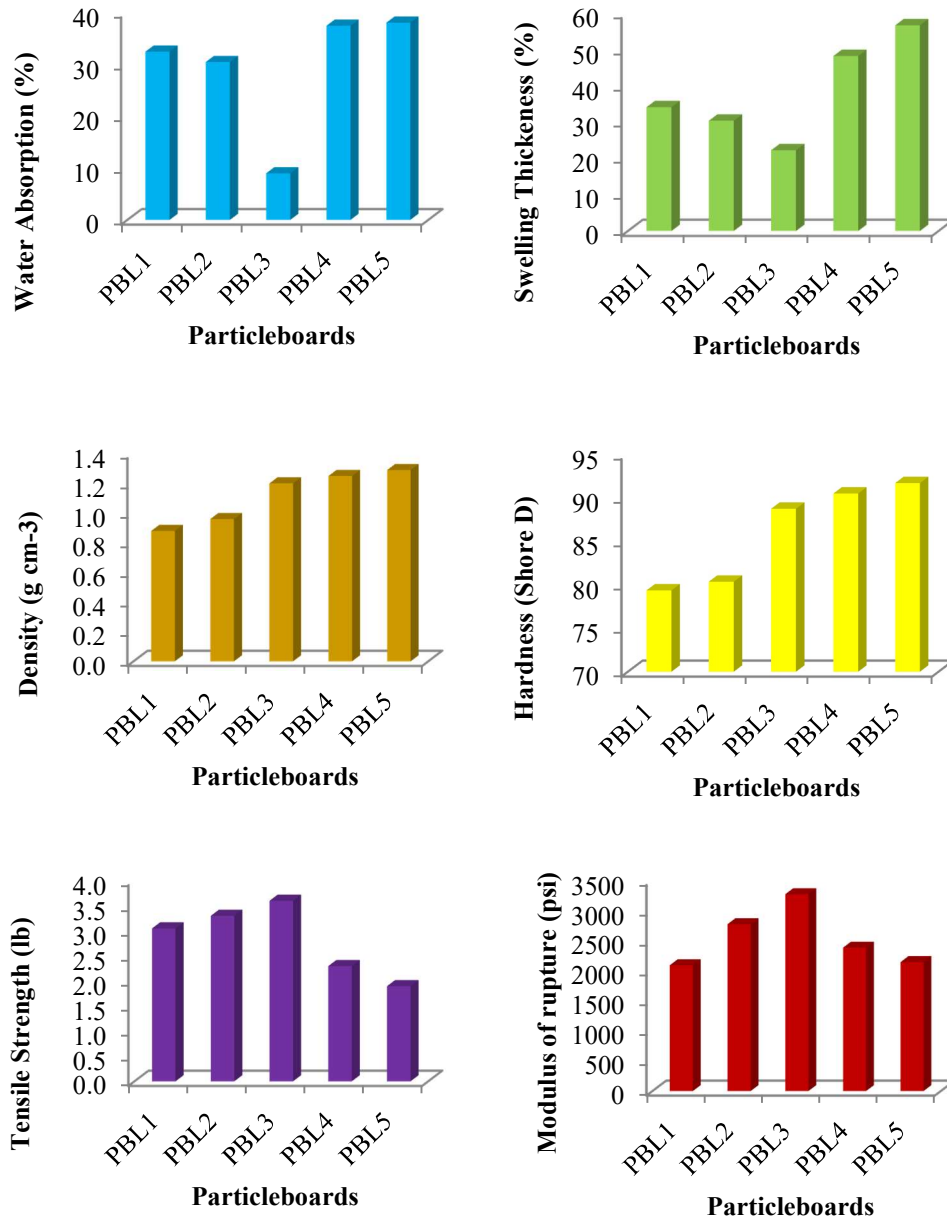 Water Absorption (%)
40
30
20
10
0
PBL1
PBL2
PBL3
PBL4
PBL5
Particleboards
Swelling Thickeness (%)
60
50
40
30
20
10
0
PBL1
PBL2
PBL3
PBL4
PBL5
Particleboards
Density (g cm-3)
1.4
1.2
1.0
0.8
0.6
0.4
0.2
0.0
PBL1
PBL2
PBL3
PBL4
PBL5
Particleboards
Hardness (Shore D)
95
90
85
80
75
70
PBL1
PBL2
PBL3
PBL4
PBL5
Particleboards
Tensile Strength (lb)
4.0
3.5
3.0
2.5
2.0
1.5
1.0
0.5
0.0
PBL1
PBL2
PBL3
PBL4
PBL5
Particleboards
Modulus of rupture (psi)
3500
3000
2500
2000
1500
1000
500
0
PBL1
PBL2
PBL3
PBL4
PBL5
Particleboards